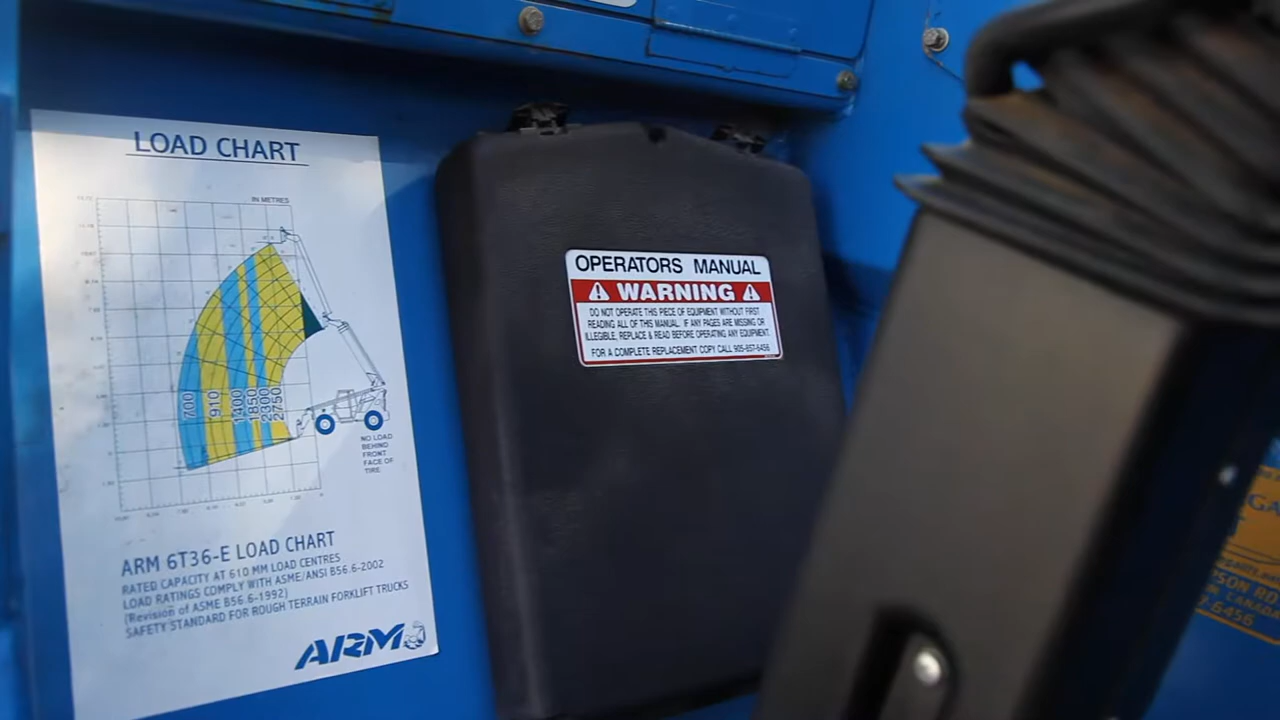 LOAD CHART
IN METRES
700
910
1400
1850
2300
2750
NO LOAD
BEHIND
FRONT
FACE OF
TIRE
ARM 6T36-E LOAD CHART
RATED CAPACITY AT 610 MM LOAD CENTRES
LOAD RATINGS COMPLY WITH ASME/ANSI B56.6-2002
(Revision of ASME B56.6-1992)
SAFETY STANDARD FOR ROUGH TERRAIN FORKLIFT TRUCKS
ARM
OPERATORS MANUAL
WARNING
DO NOT OPERATE THIS PIECE OF EQUIPMENT WITHOUT FIRST
READING ALL OF THIS MANUAL. IF ANY PAGES ARE MISSING OR
ILLEGIBLE, REPLACE & READ BEFORE OPERATING ANY EQUIPMENT.
FOR A COMPLETE REPLACEMENT COPY CALL 905-857-6456
6456